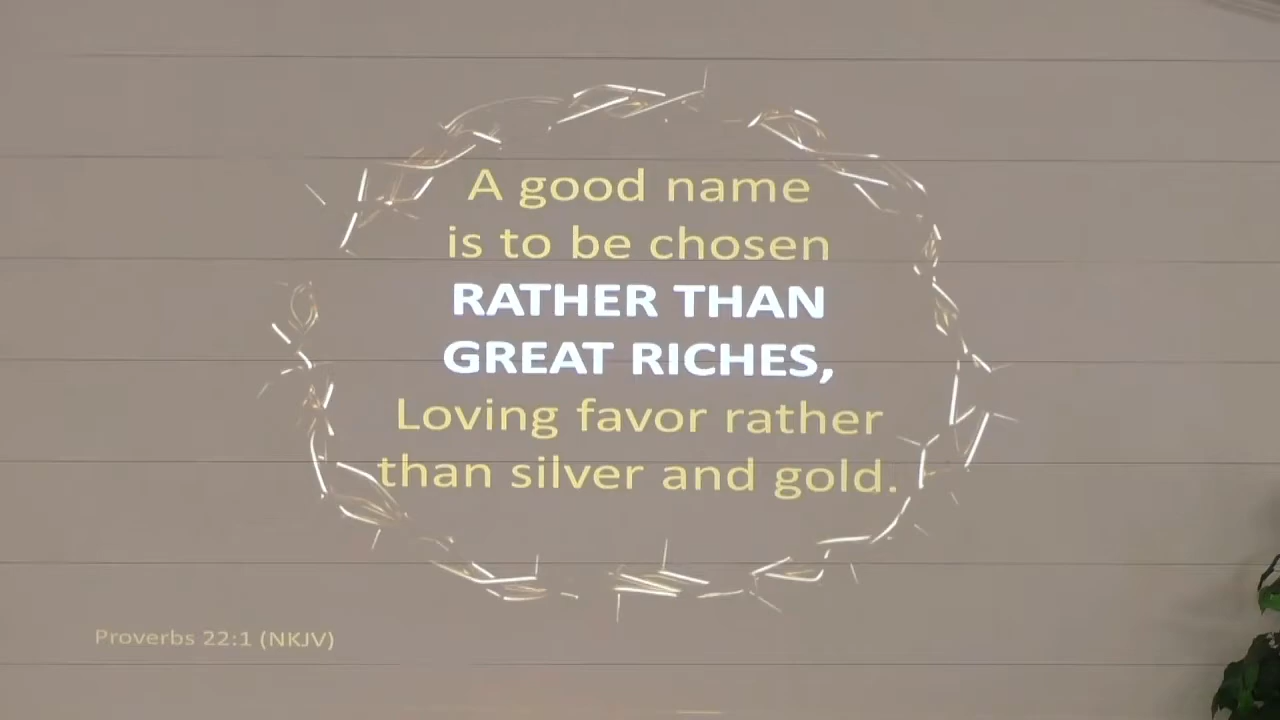 A good name
is to be chosen
RATHER THAN
GREAT RICHES,
Loving favor rather
than silver and gold.
Proverbs 22:1 (NKJV)